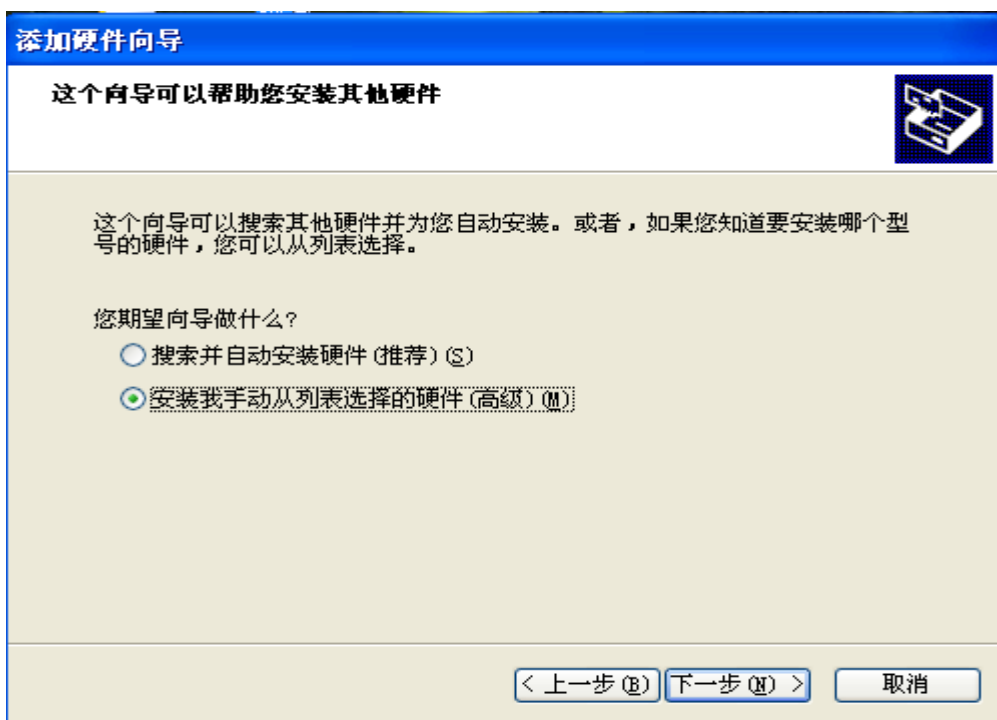 添加硬件向导
这个向导可以帮助您安装其他硬件
这个向导可以搜索其他硬件并为您自动安装。或者,如果您知道要安装哪个型
号的硬件,您可以从列表选择。
您期望向导做什么?
搜索并自动安装硬件(推荐)(S)
安装我手动从列表选择的硬件(高级)(M)
< 上一步(B) 下一步(N) > 取消